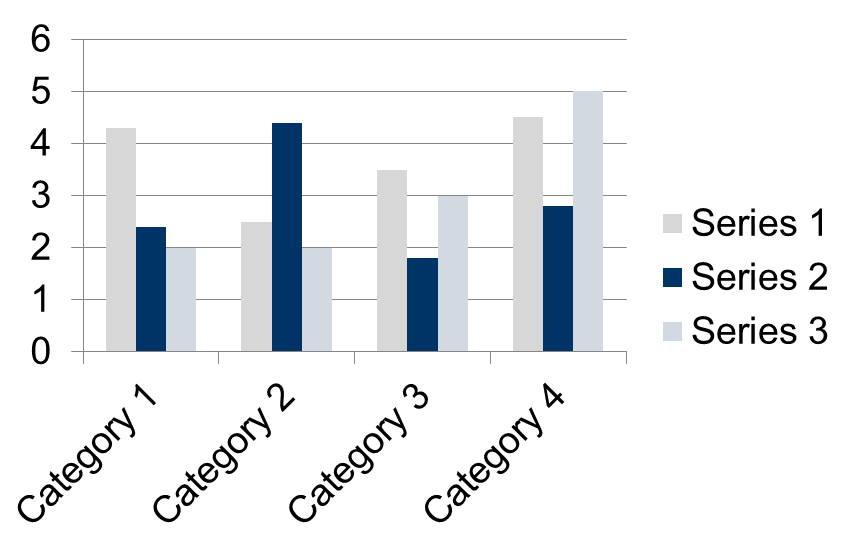 6
5
4
3
2
1
0
Category 1
Category 2
Category 3
Category 4
Series 1
Series 2
Series 3